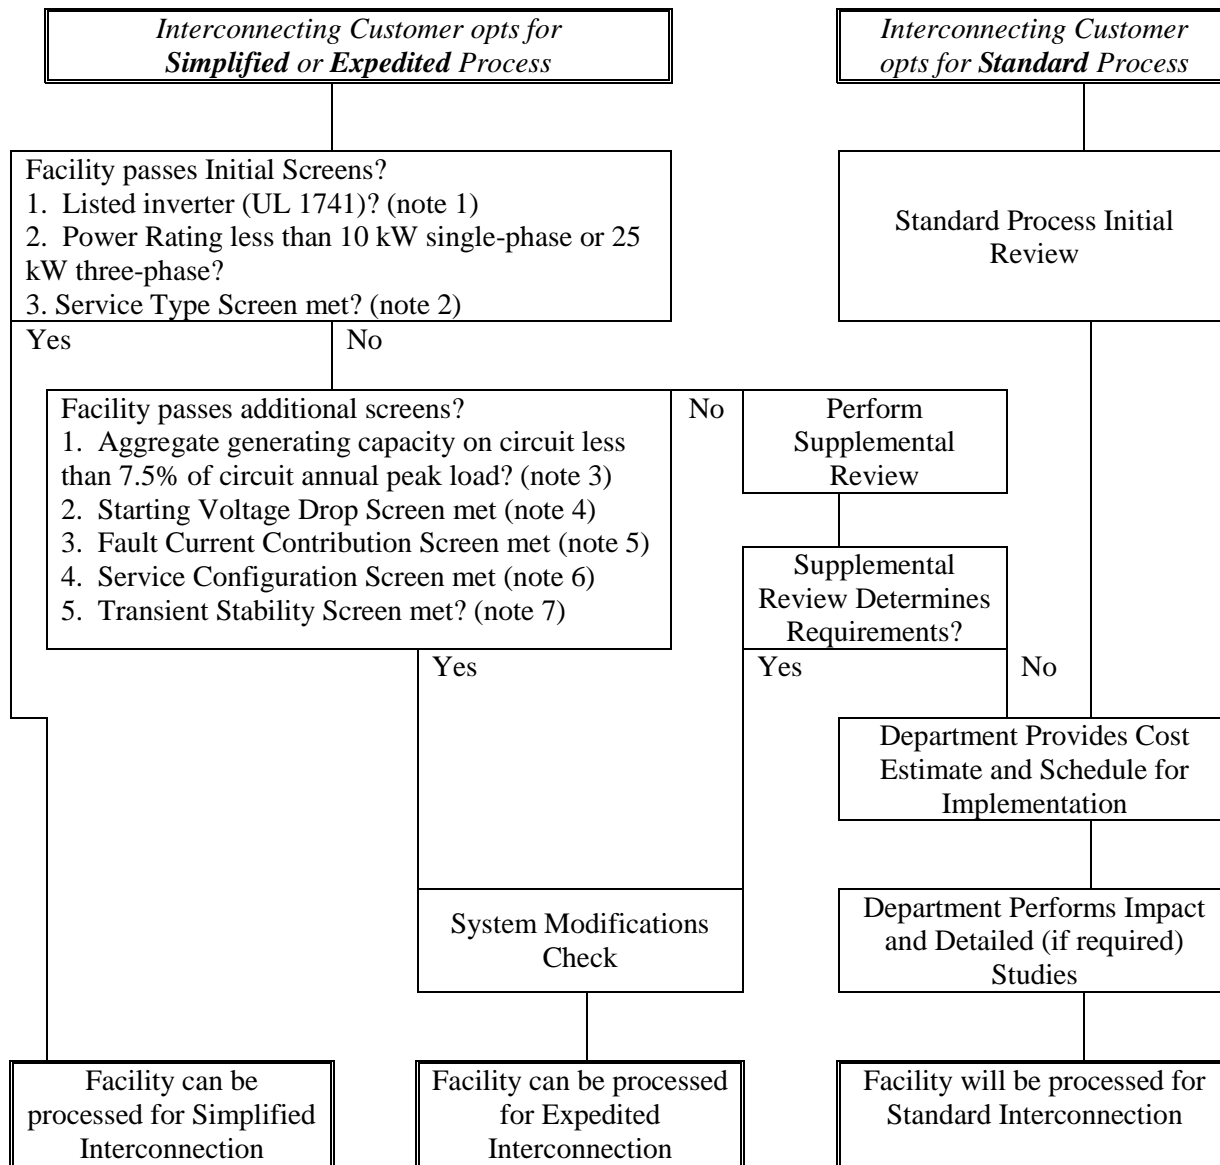 Interconnecting Customer opts for
Simplified or Expedited Process
Interconnecting Customer
opts for Standard Process
Facility passes Initial Screens?
1. Listed inverter (UL 1741)? (note 1)
2. Power Rating less than 10 kW single-phase or 25
kW three-phase?
3. Service Type Screen met? (note 2)
Standard Process Initial
Review
Yes
No
Facility passes additional screens?
1. Aggregate generating capacity on circuit less
than 7.5% of circuit annual peak load? (note 3)
2. Starting Voltage Drop Screen met (note 4)
3. Fault Current Contribution Screen met (note 5)
4. Service Configuration Screen met (note 6)
5. Transient Stability Screen met? (note 7)
No
Perform
Supplemental
Review
Supplemental
Review Determines
Requirements?
Yes
Yes
No
Department Provides Cost
Estimate and Schedule for
Implementation
System Modifications
Check
Department Performs Impact
and Detailed (if required)
Studies
Facility can be
processed for Simplified
Interconnection
Facility can be processed
for Expedited
Interconnection
Facility will be processed for
Standard Interconnection